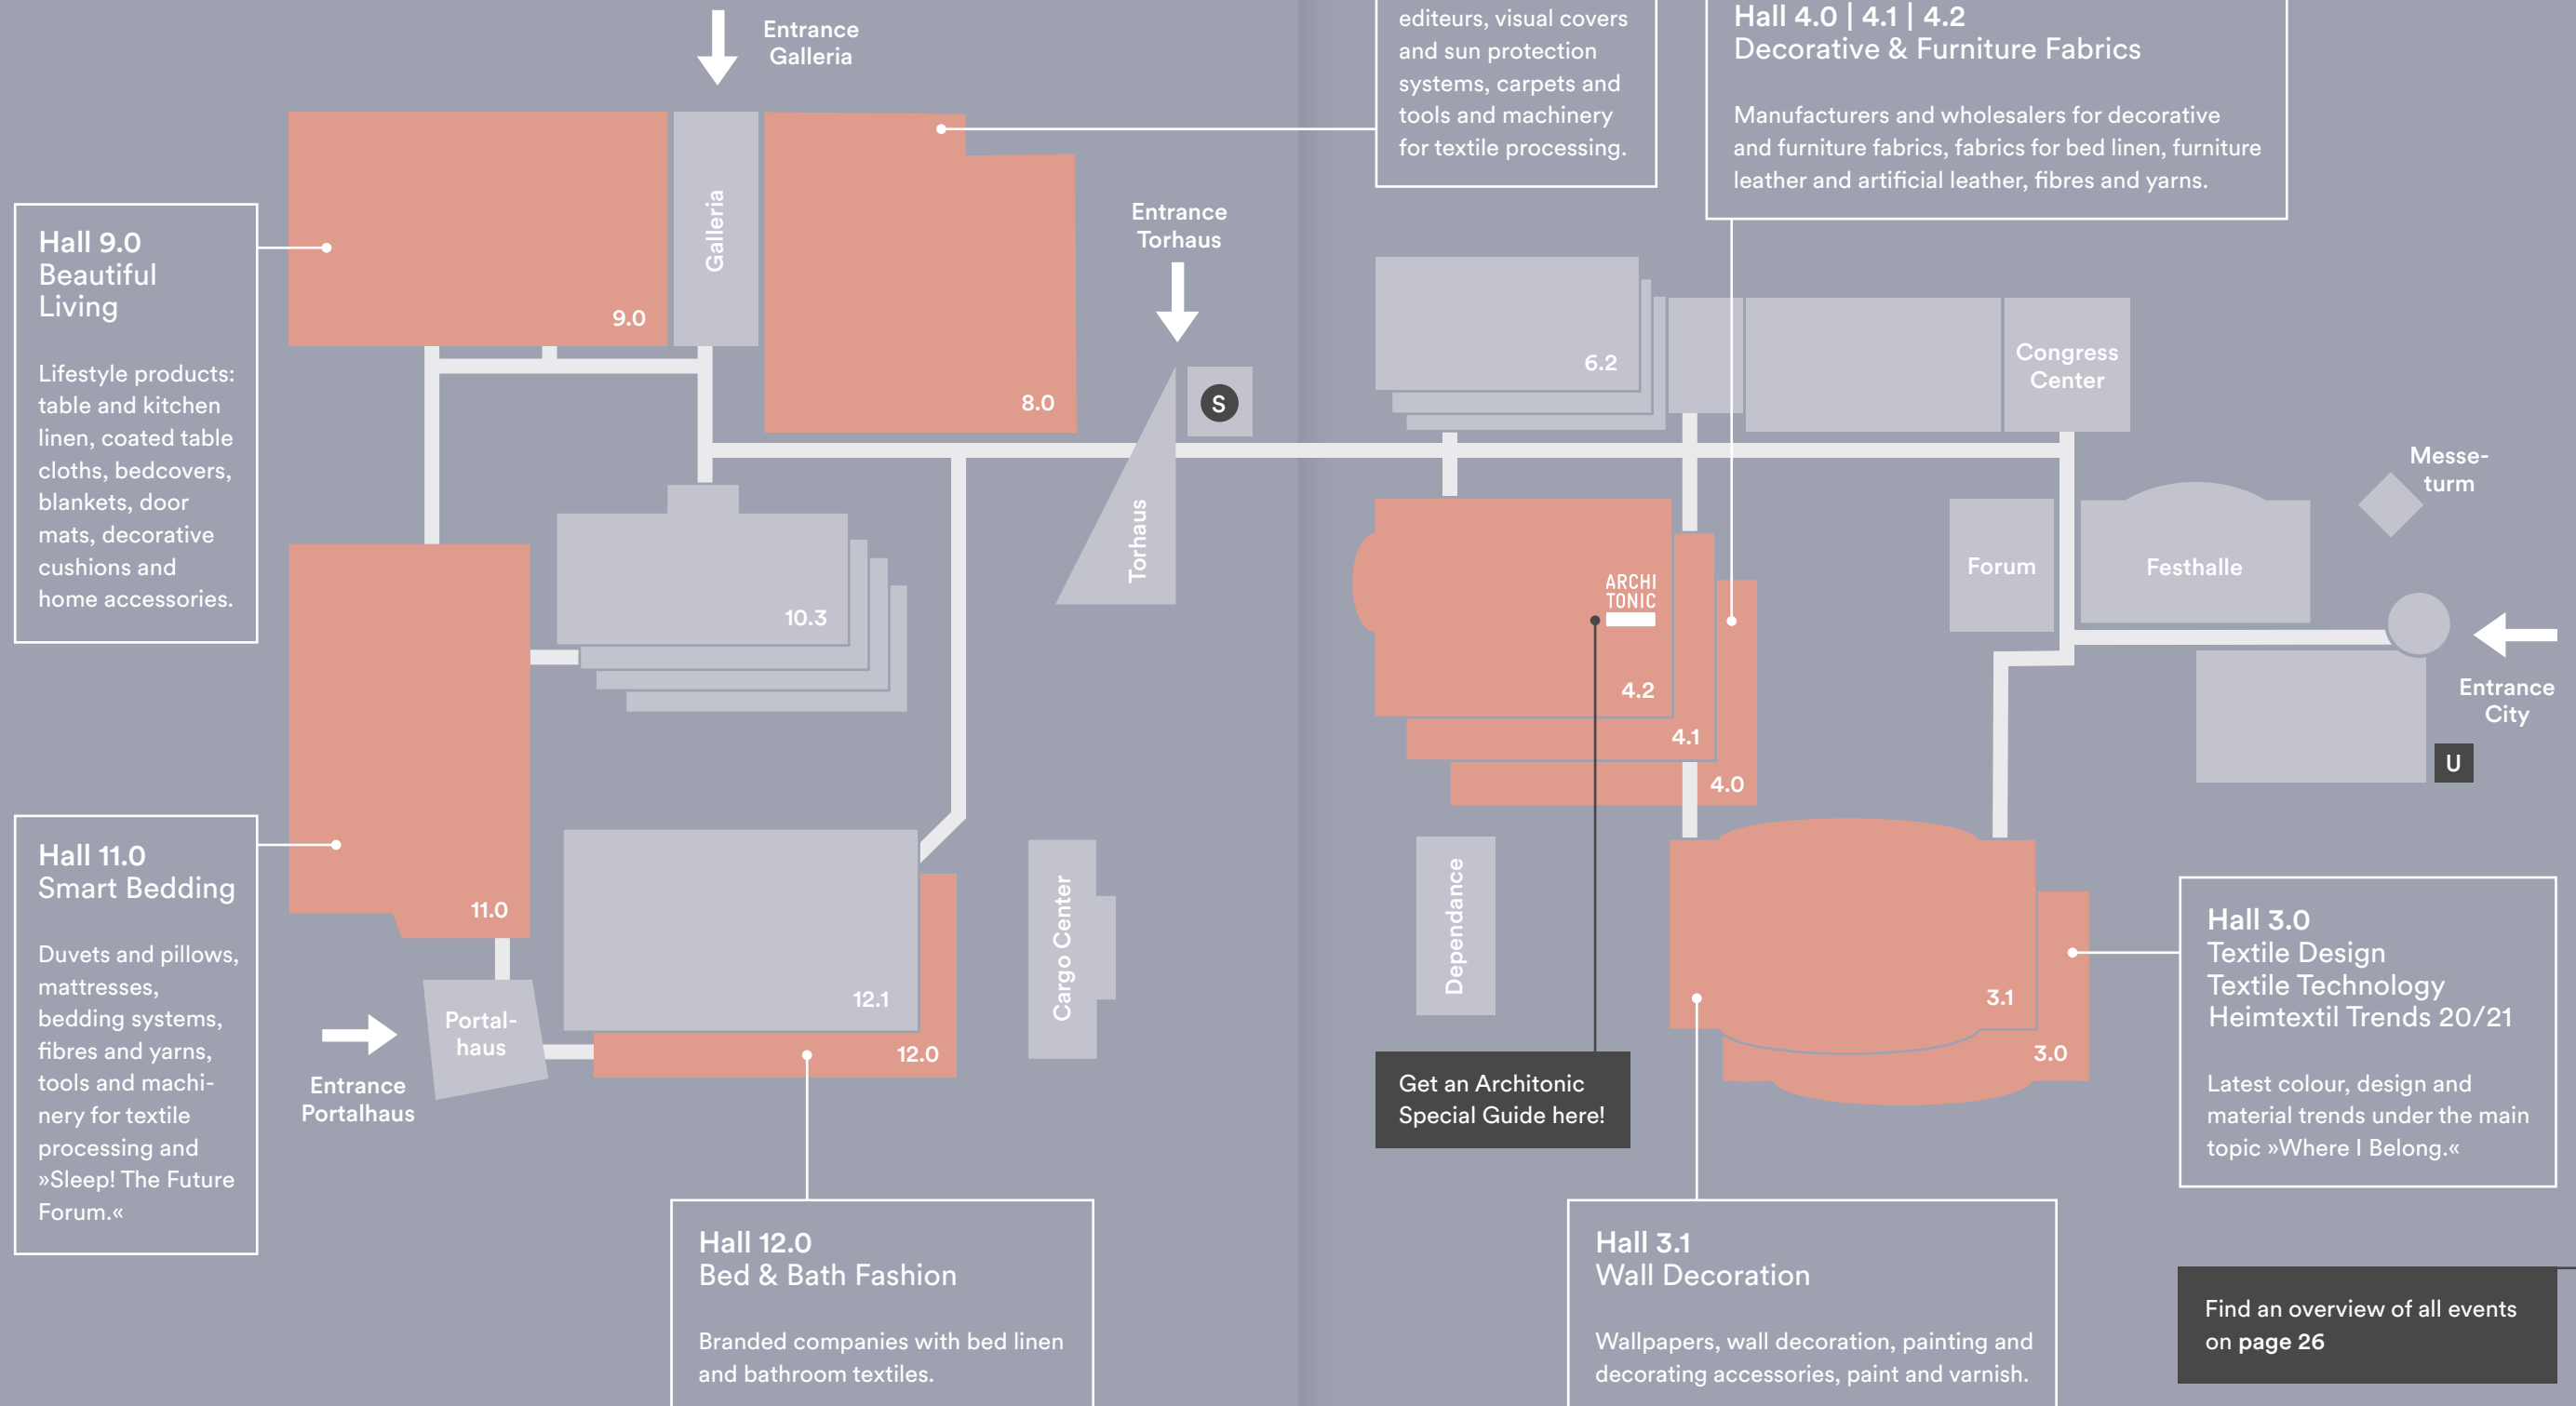 Entrance
Galleria
editeurs, visual covers
and sun protection
systems, carpets and
tools and machinery
for textile processing.
Hall 4.0 | 4.1 | 4.2
Decorative & Furniture Fabrics
Manufacturers and wholesalers for decorative
and furniture fabrics, fabrics for bed linen, furniture
leather and artificial leather, fibres and yarns.
Hall 9.0
Beautiful
Living
Lifestyle products:
table and kitchen
linen, coated table
cloths, bedcovers,
blankets, door
mats, decorative
cushions and
home accessories.
9.0
Galleria
8.0
Entrance
Torhaus
S
Torhaus
6.2
Congress
Center
Messe-
turm
10.3
ARCHI
TONIC
4.2
4.1
4.0
Forum
Festhalle
Entrance
City
U
Hall 11.0
Smart Bedding
Duvets and pillows,
mattresses,
bedding systems,
fibres and yarns,
tools and machi-
nery for textile
processing and
»Sleep! The Future
Forum.«
11.0
Portal-
haus
Entrance
Portalhaus
12.1
12.0
Cargo Center
Dependance
3.1
3.0
Get an Architonic
Special Guide here!
Hall 3.0
Textile Design
Textile Technology
Heimtextil Trends 20/21
Latest colour, design and
material trends under the main
topic »Where I Belong.«
Hall 12.0
Bed & Bath Fashion
Branded companies with bed linen
and bathroom textiles.
Hall 3.1
Wall Decoration
Wallpapers, wall decoration, painting and
decorating accessories, paint and varnish.
Find an overview of all events
on page 26